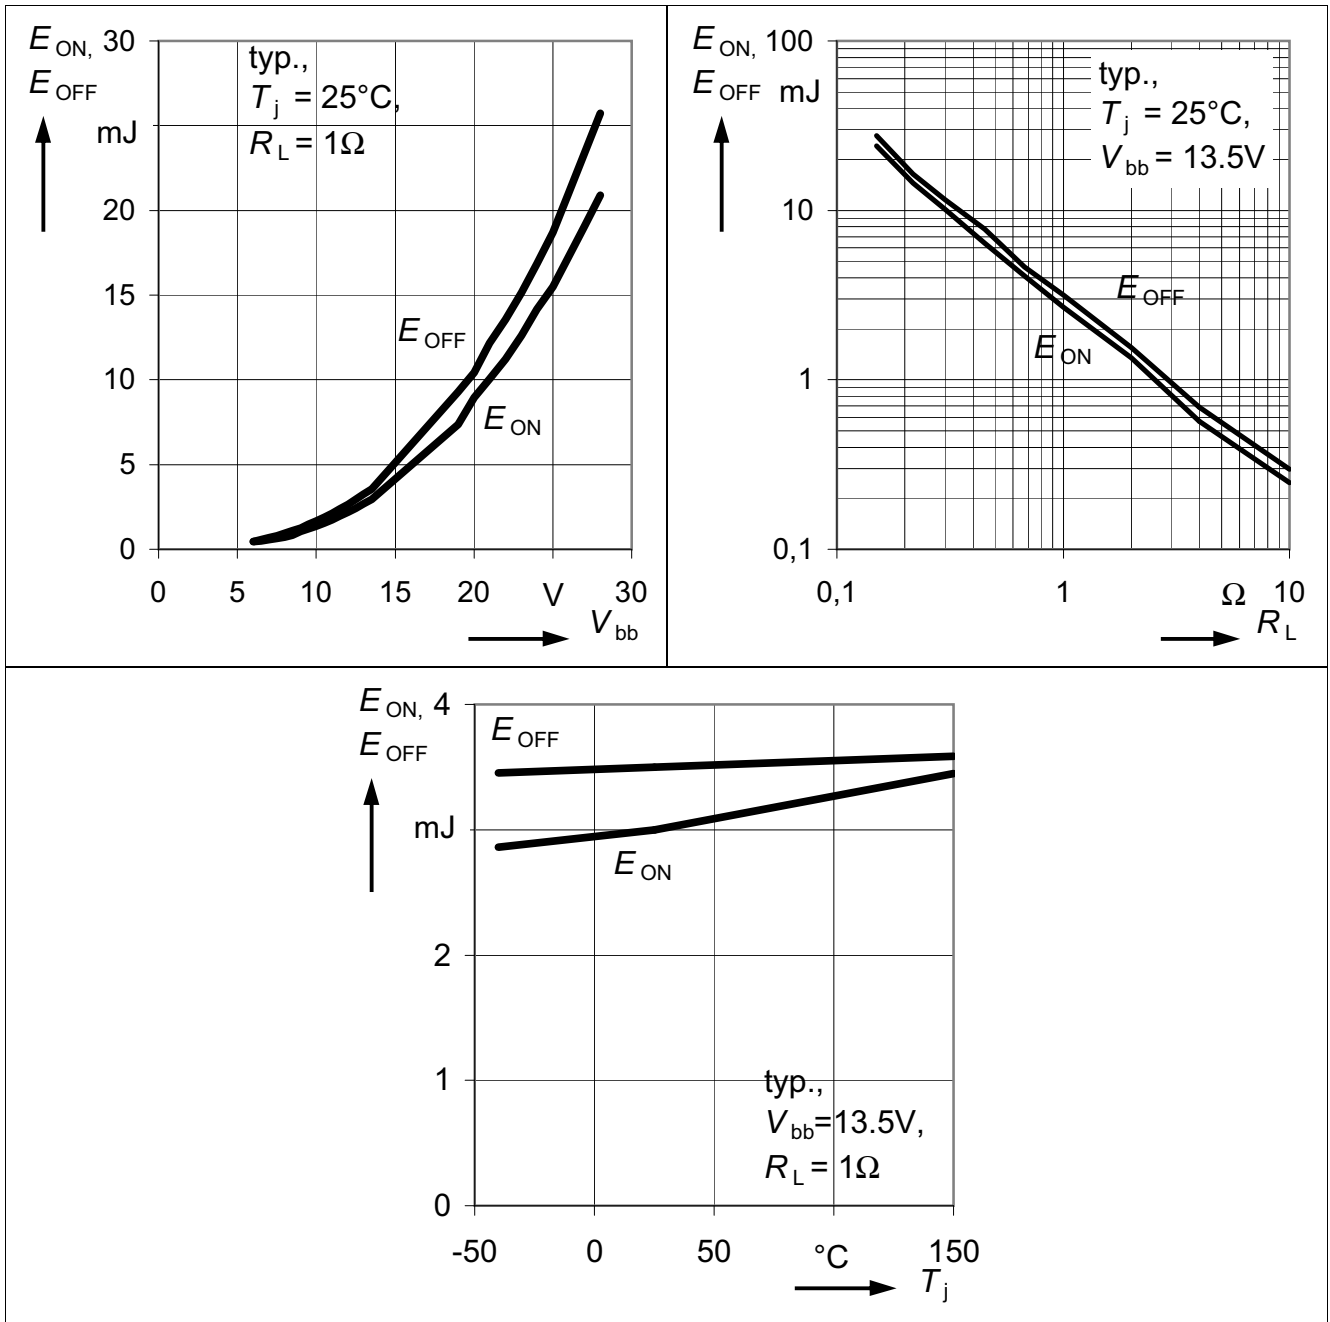 E ON, 30
E OFF
mJ
20
15
10
5
0
typ.,
T j = 25°C,
R L = 1Ω
E OFF
E ON
0 5 10 15 20 V 30
V bb
E ON, 100
E OFF mJ
10
1
0,1
typ.,
T j = 25°C,
V bb = 13.5V
E OFF
E ON
0,1 1 Ω 10
R L
E ON, 4
E OFF
mJ
2
1
0
E OFF
E ON
typ.,
V bb=13.5V,
R L = 1Ω
-50 0 50 °C 150
T j